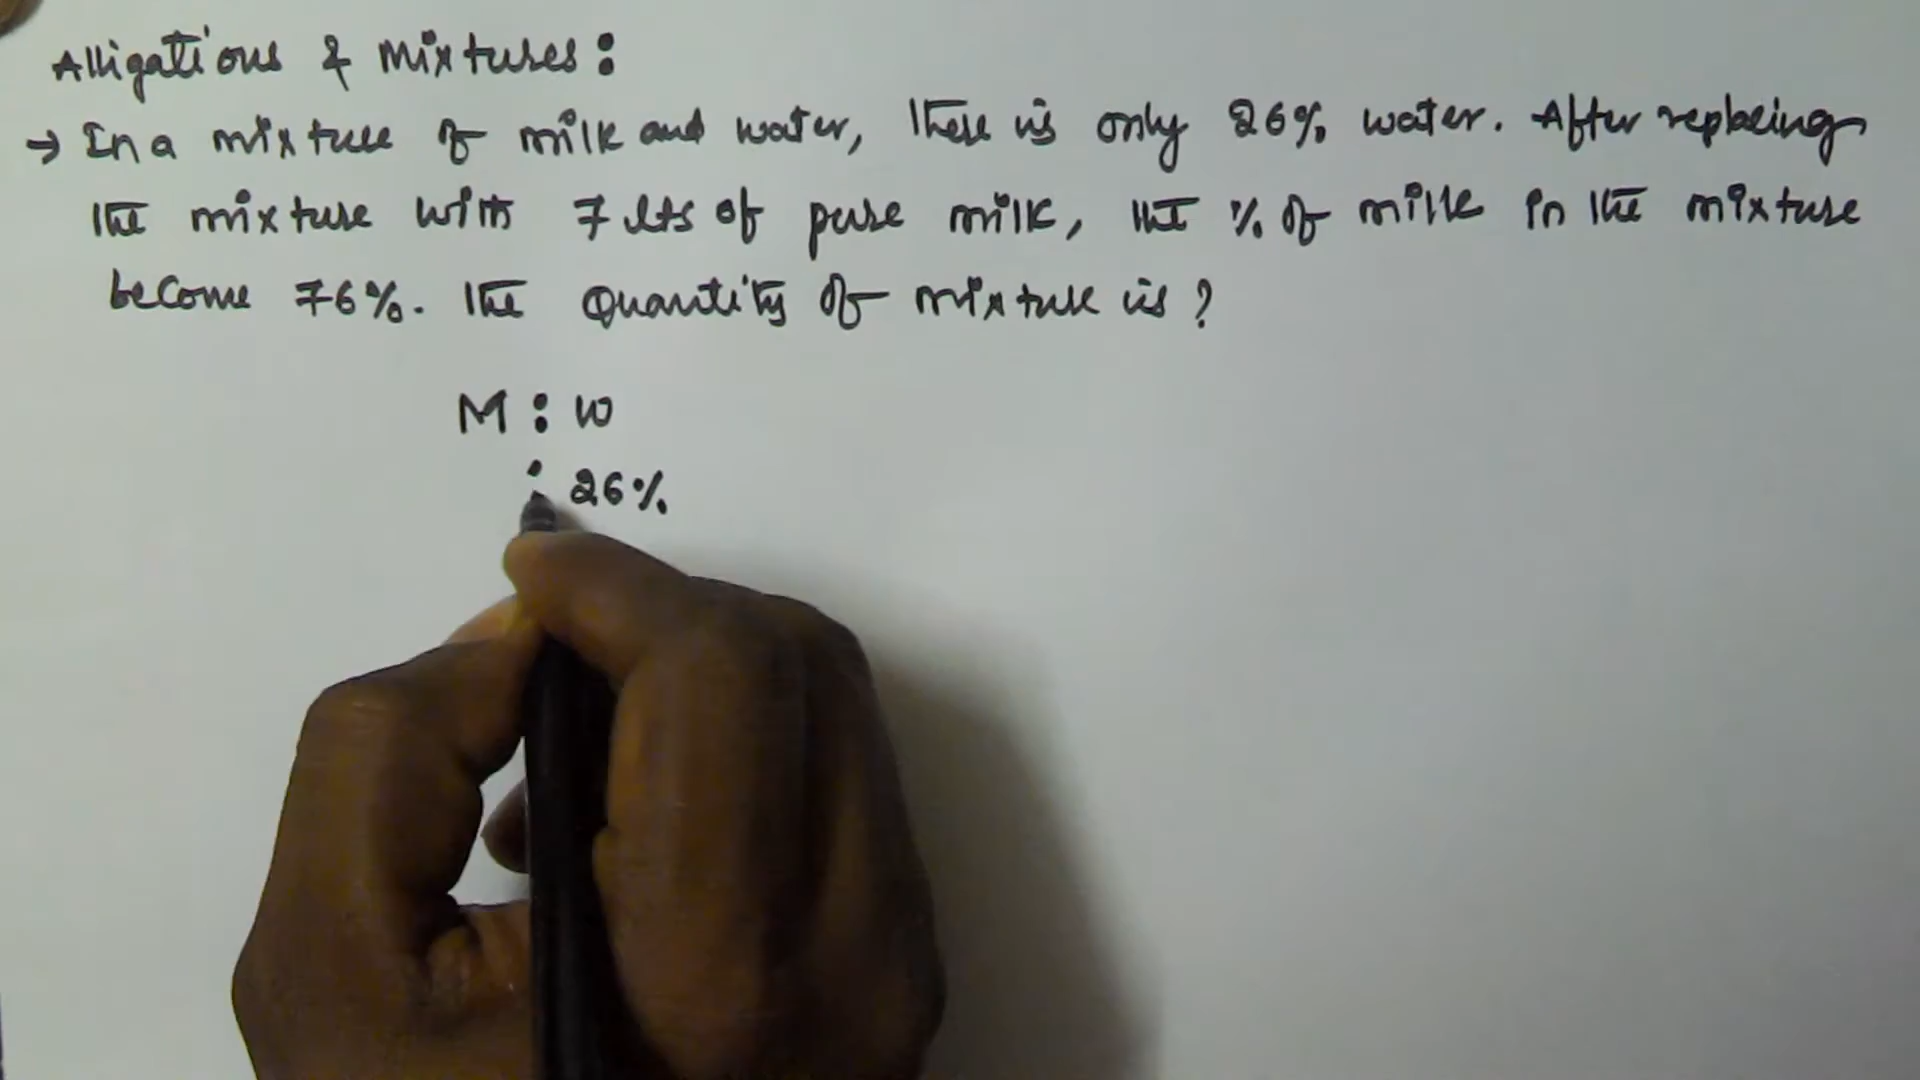 Alligations & Mixtures:
→ In a mixture of milk and water, there is only 26% water. After replacing
the mixture with 7 lts of pure milk, the % of milk in the mixture
become 76%. The Quantity of mixture is?
M : W
: 26%